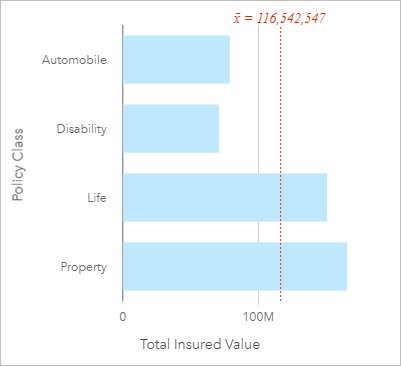 x̄ = 116,542,547
Automobile
Disability
Life
Property
Policy Class
0
100M
Total Insured Value